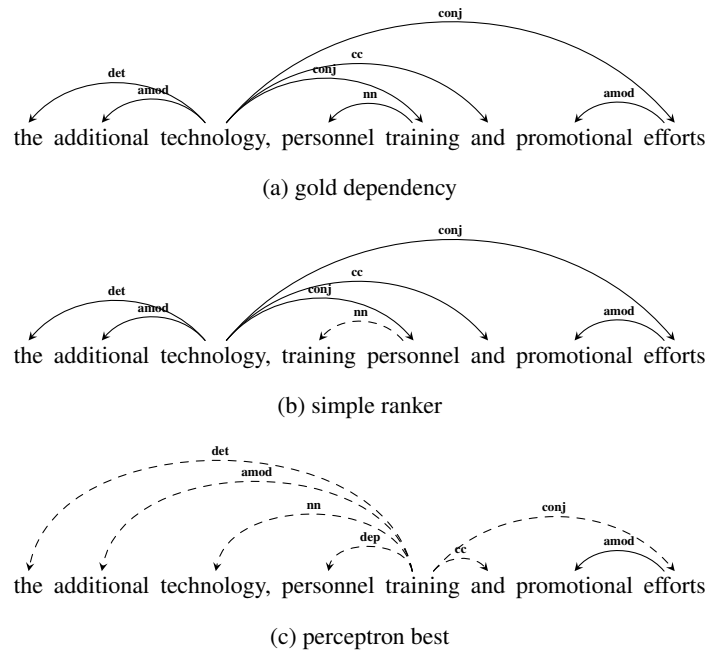 conj
cc
det
conj
amod
nn
amod
the additional technology, personnel training and promotional efforts
(a) gold dependency
conj
cc
det
conj
amod
nn
amod
the additional technology, training personnel and promotional efforts
(b) simple ranker
det
amod
nn
conj
dep
amod
cc
the additional technology, personnel training and promotional efforts
(c) perceptron best